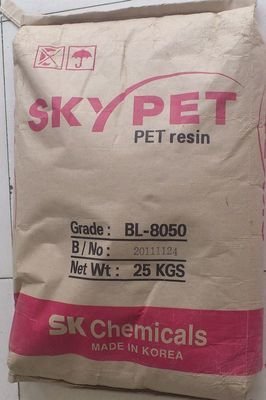 SKYPET
PET resin
Grade : BL-8050
B / No : 20111124
Net Wt : 25 KGS
SK Chemicals
MADE IN KOREA